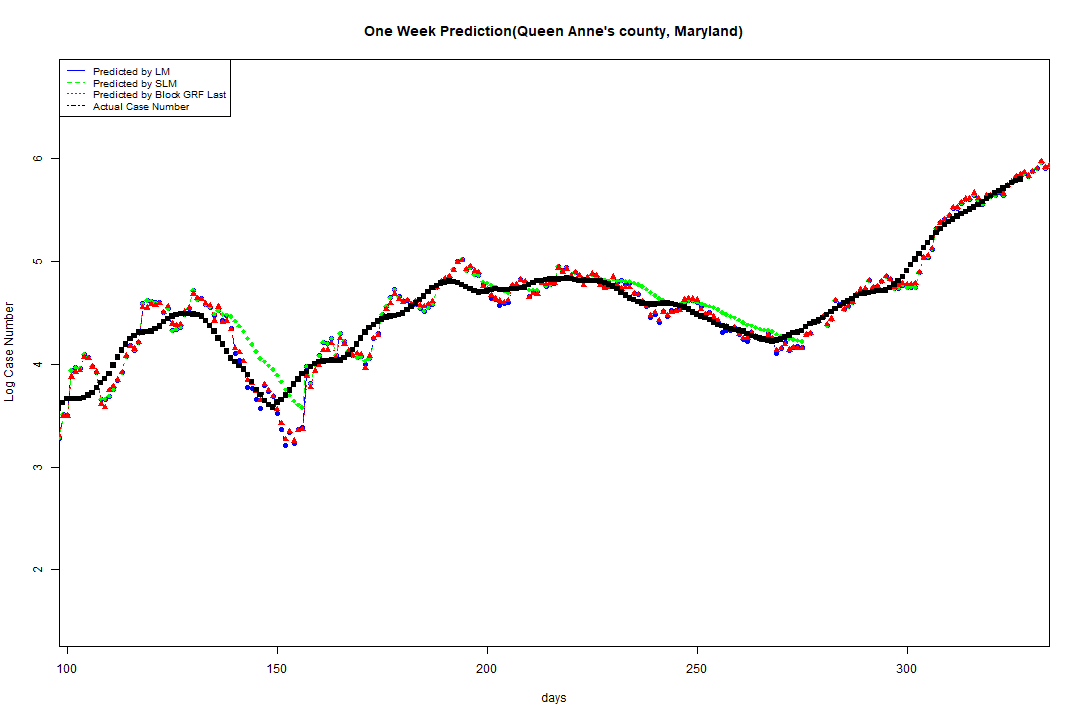 One Week Prediction(Queen Anne's county, Maryland)
Predicted by LM
Predicted by SLM
Predicted by Block GRF Last
Actual Case Number
6
5
4
3
2
Log Case Number
100 150 200 250 300
days